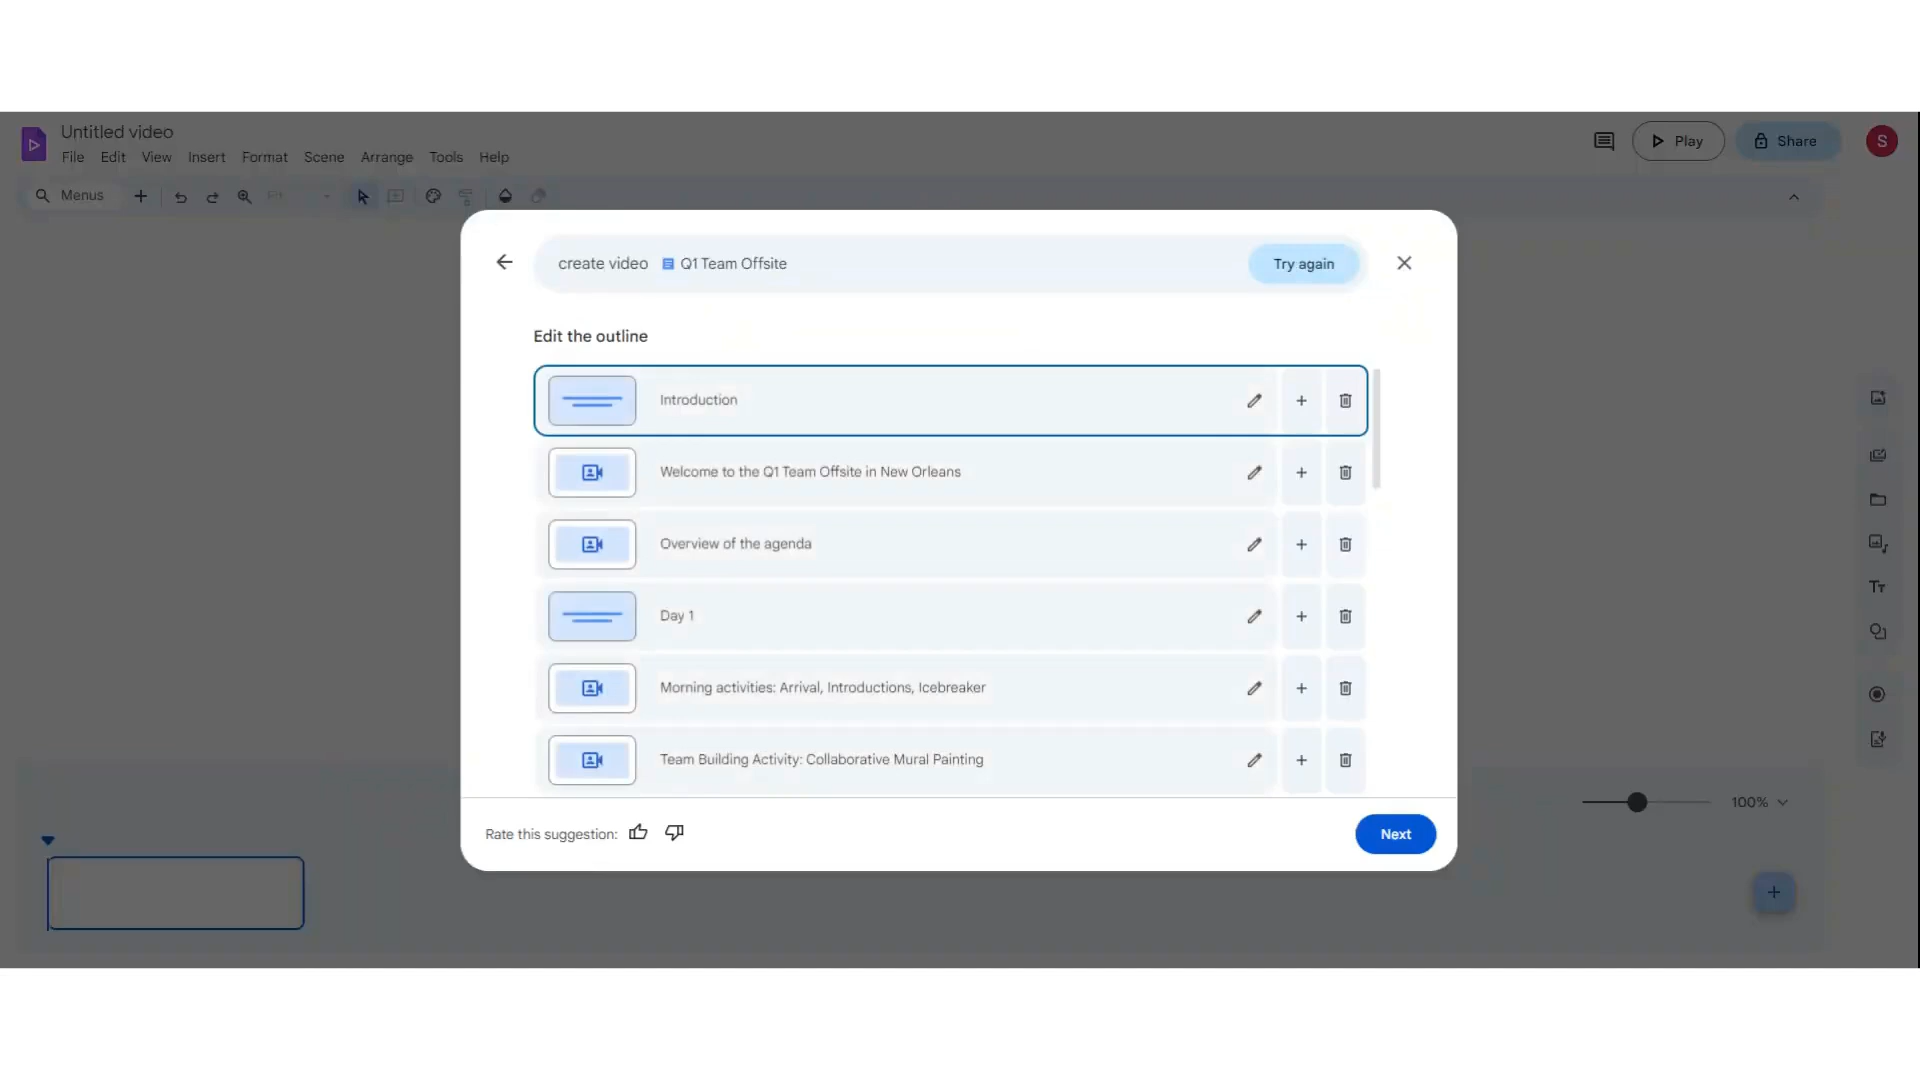 Untitled video
File Edit View Insert Format Scene Arrange Tools Help
Play
Share
S
Menus
Fit
create video Q1 Team Offsite
Try again
Edit the outline
Introduction
Welcome to the Q1 Team Offsite in New Orleans
Overview of the agenda
Day 1
Morning activities: Arrival, Introductions, Icebreaker
Team Building Activity: Collaborative Mural Painting
100%
Rate this suggestion:
Next